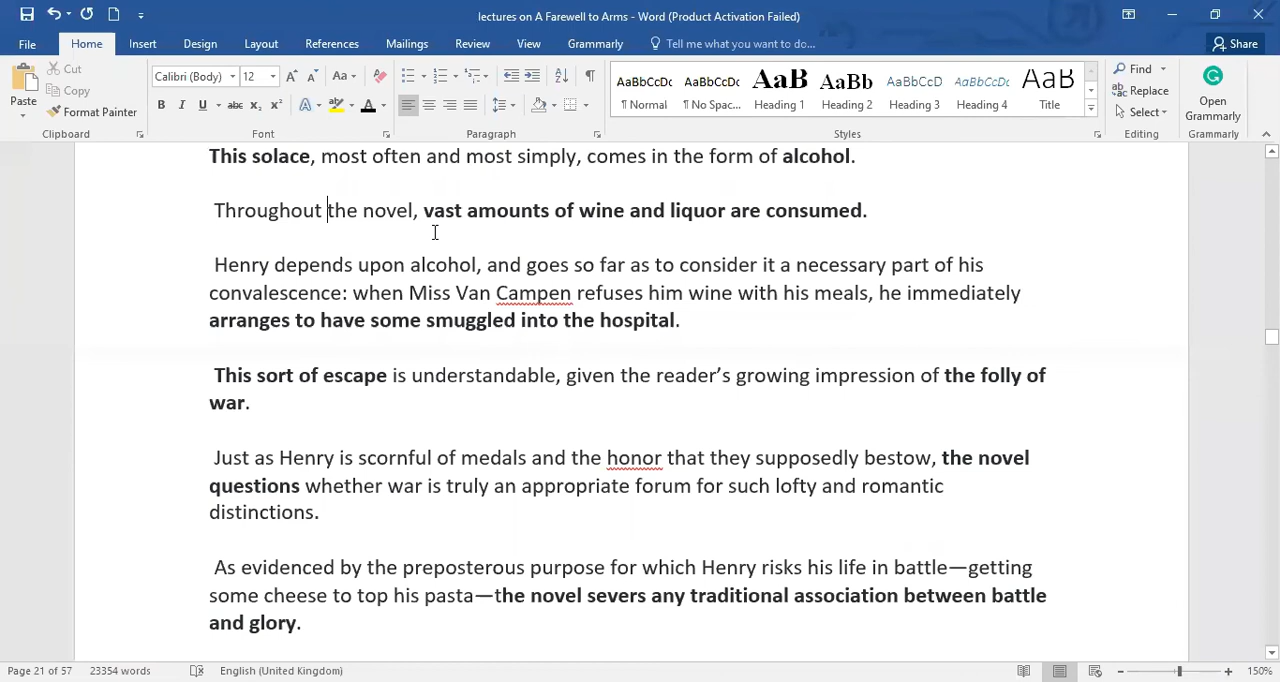 lectures on A Farewell to Arms - Word (Product Activation Failed)
File Home Insert Design Layout References Mailings Review View Grammarly Tell me what you want to do... Share
Paste
Cut
Copy
Format Painter
Clipboard
Calibri (Body) 12
B I U abc x₂ x²
Font
Paragraph
AaBbCcDc AaBbCcDc AaB AaBb AaBbCcD AaBbCcD AaB
¶ Normal ¶ No Spac... Heading 1 Heading 2 Heading 3 Heading 4 Title
Styles
Find
Replace
Select
Editing
Open Grammarly
Grammarly
This solace, most often and most simply, comes in the form of alcohol.
Throughout the novel, vast amounts of wine and liquor are consumed.
Henry depends upon alcohol, and goes so far as to consider it a necessary part of his
convalescence: when Miss Van Campen refuses him wine with his meals, he immediately
arranges to have some smuggled into the hospital.
This sort of escape is understandable, given the reader’s growing impression of the folly of
war.
Just as Henry is scornful of medals and the honor that they supposedly bestow, the novel
questions whether war is truly an appropriate forum for such lofty and romantic
distinctions.
As evidenced by the preposterous purpose for which Henry risks his life in battle—getting
some cheese to top his pasta—the novel severs any traditional association between battle
and glory.
Page 21 of 57 23354 words English (United Kingdom) 150%